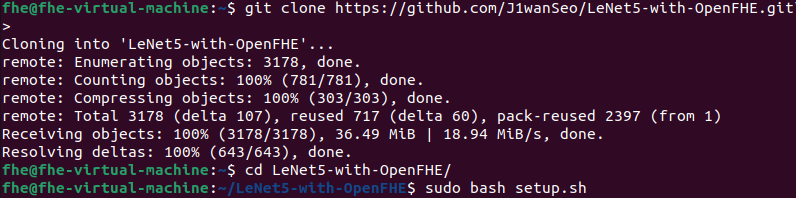 fhe@fhe-virtual-machine:~$ git clone https://github.com/J1wanSeo/LeNet5-with-OpenFHE.git\
>
Cloning into 'LeNet5-with-OpenFHE'...
remote: Enumerating objects: 3178, done.
remote: Counting objects: 100% (781/781), done.
remote: Compressing objects: 100% (303/303), done.
remote: Total 3178 (delta 107), reused 717 (delta 60), pack-reused 2397 (from 1)
Receiving objects: 100% (3178/3178), 36.49 MiB | 18.94 MiB/s, done.
Resolving deltas: 100% (643/643), done.
fhe@fhe-virtual-machine:~$ cd LeNet5-with-OpenFHE/
fhe@fhe-virtual-machine:~/LeNet5-with-OpenFHE$ sudo bash setup.sh